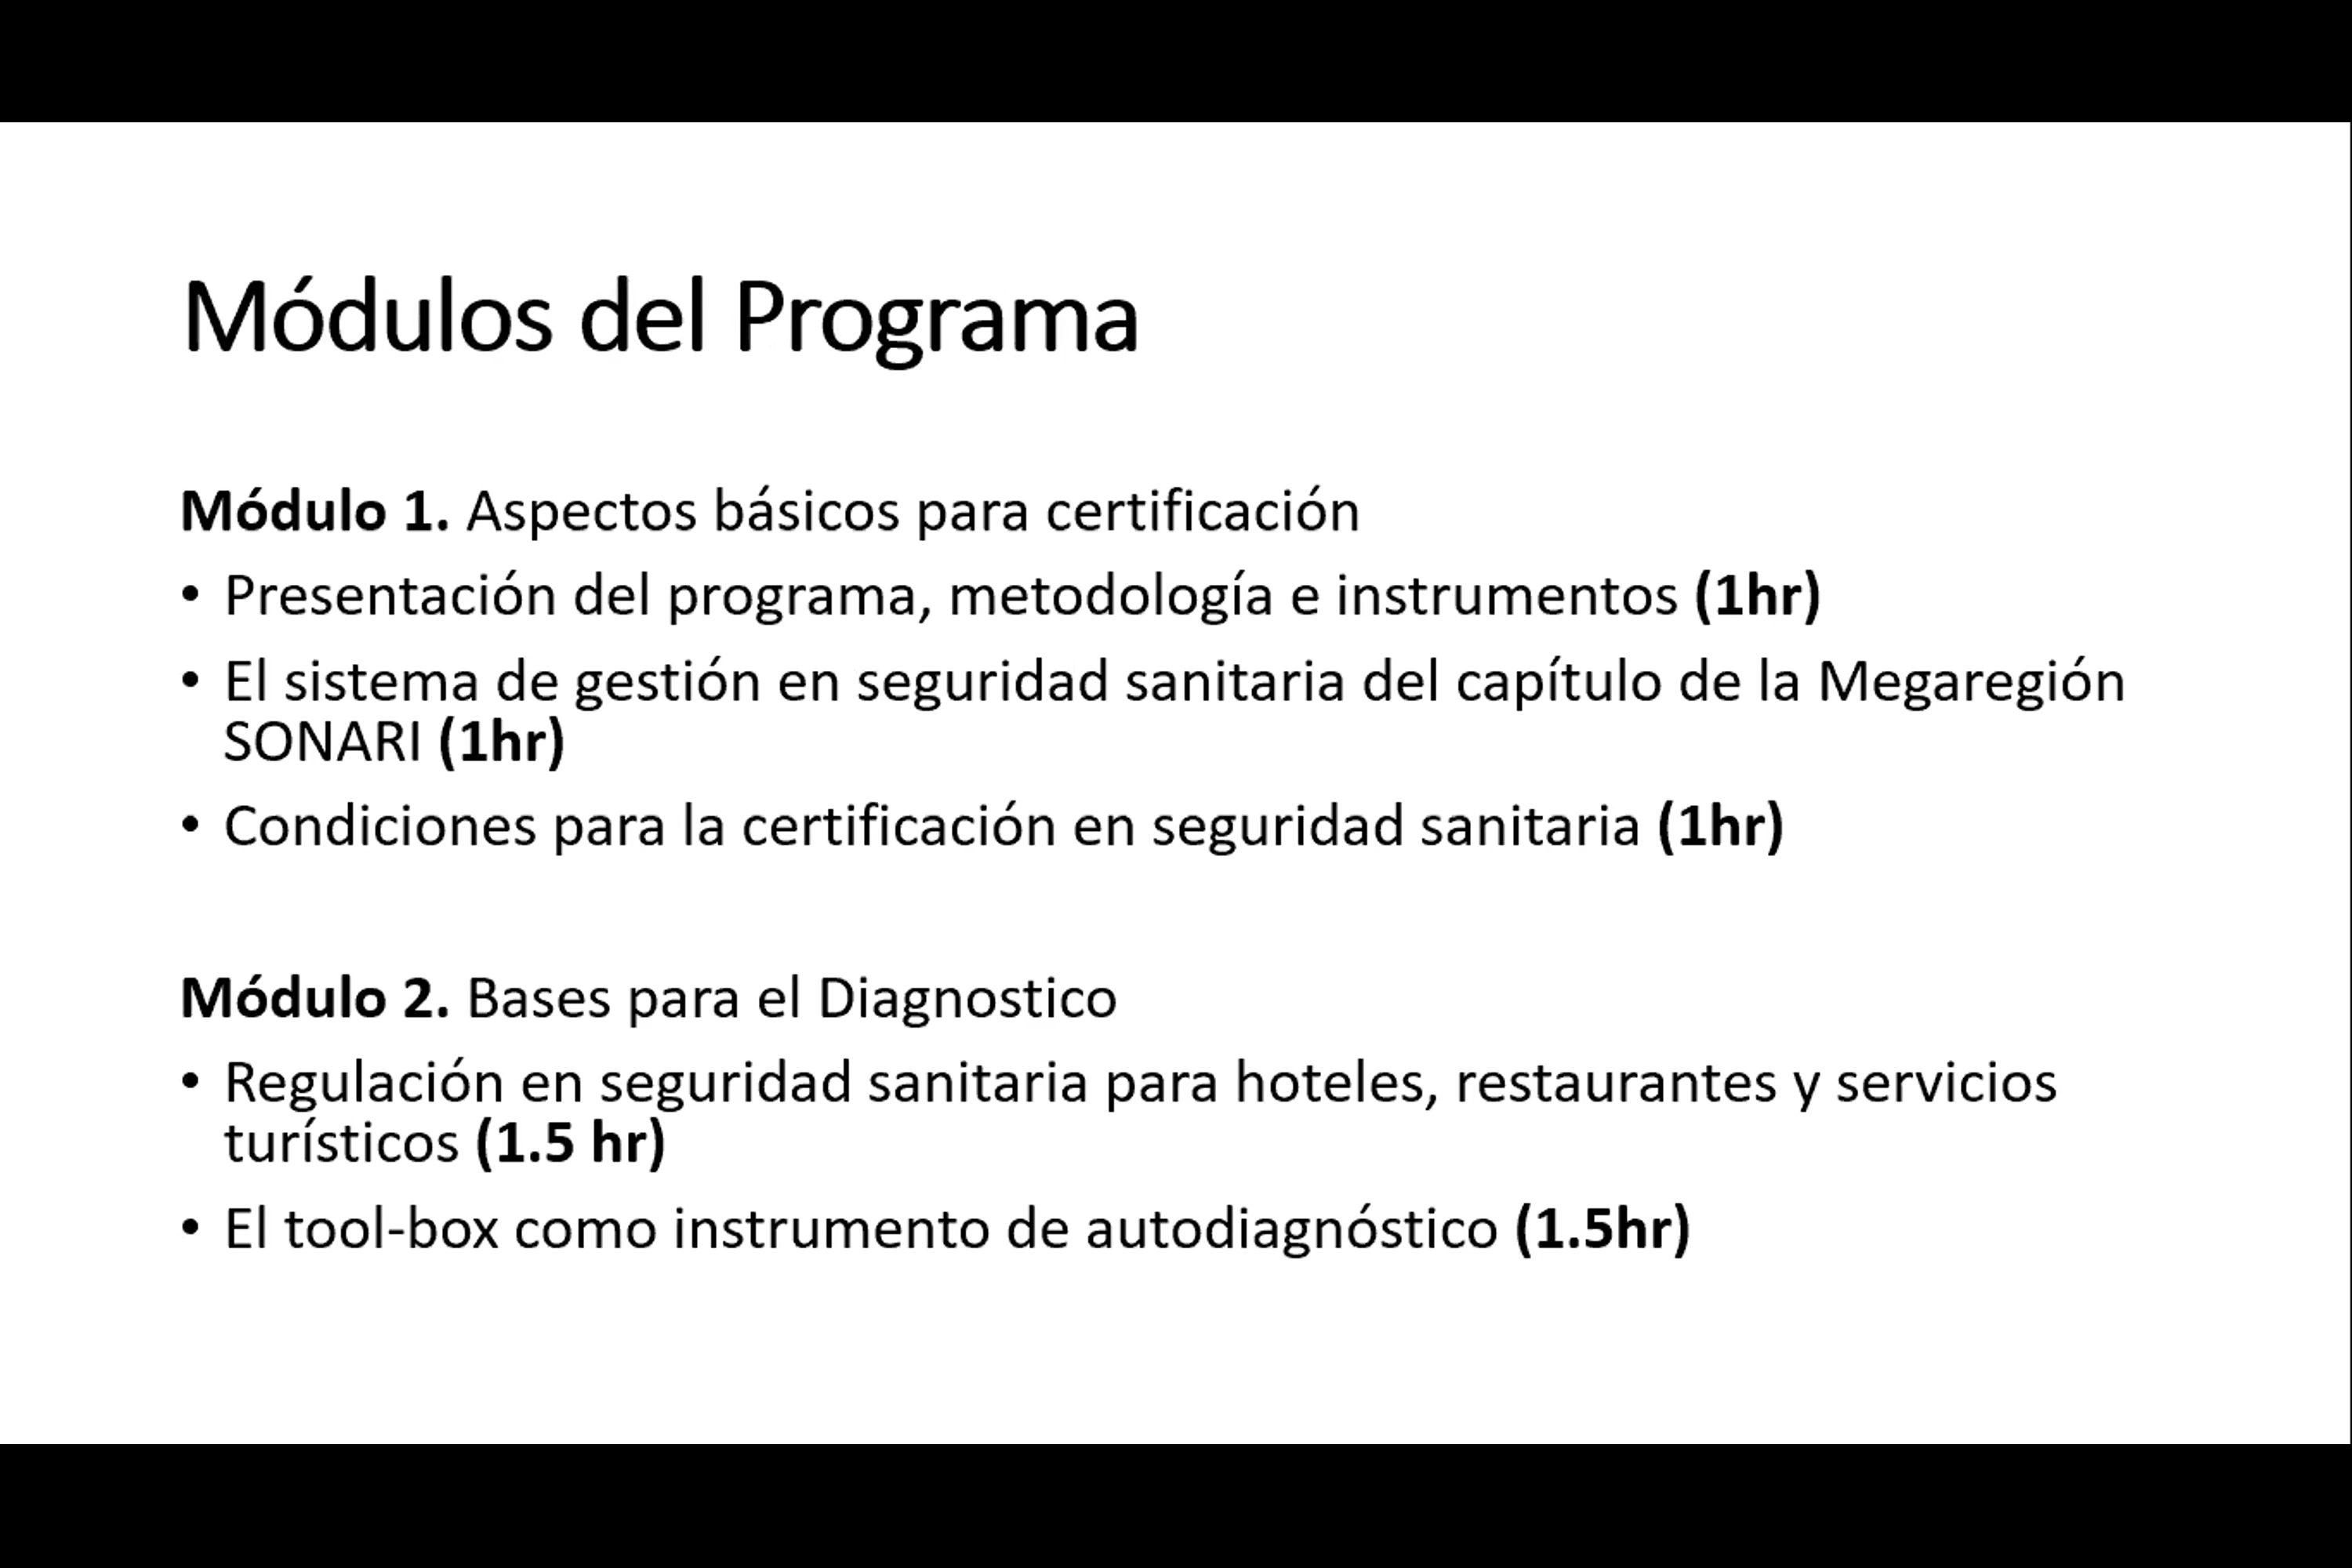 Módulos del Programa
Módulo 1. Aspectos básicos para certificación
• Presentación del programa, metodología e instrumentos (1hr)
• El sistema de gestión en seguridad sanitaria del capítulo de la Megaregión
SONARI (1hr)
• Condiciones para la certificación en seguridad sanitaria (1hr)
Módulo 2. Bases para el Diagnostico
• Regulación en seguridad sanitaria para hoteles, restaurantes y servicios
turísticos (1.5 hr)
• El tool-box como instrumento de autodiagnóstico (1.5hr)